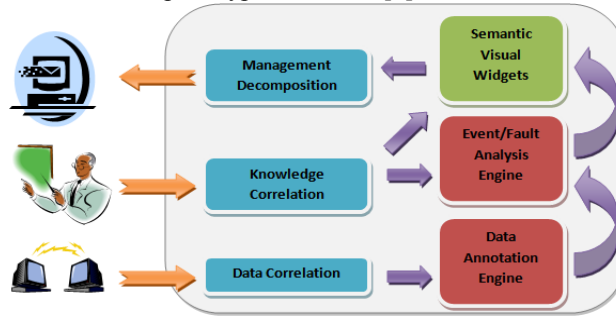 Management
Decomposition
Semantic
Visual
Widgets
Knowledge
Correlation
Event/Fault
Analysis
Engine
Data Correlation
Data
Annotation
Engine